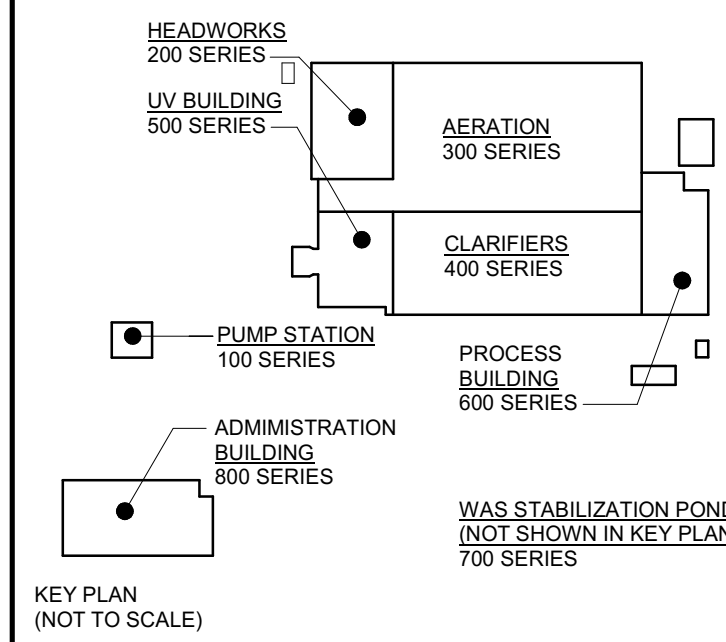 HEADWORKS
200 SERIES
UV BUILDING
500 SERIES
AERATION
300 SERIES
CLARIFIERS
400 SERIES
PUMP STATION
100 SERIES
PROCESS
BUILDING
600 SERIES
ADMIMISTRATION
BUILDING
800 SERIES
WAS STABILIZATION POND
(NOT SHOWN IN KEY PLAN
700 SERIES
KEY PLAN
(NOT TO SCALE)